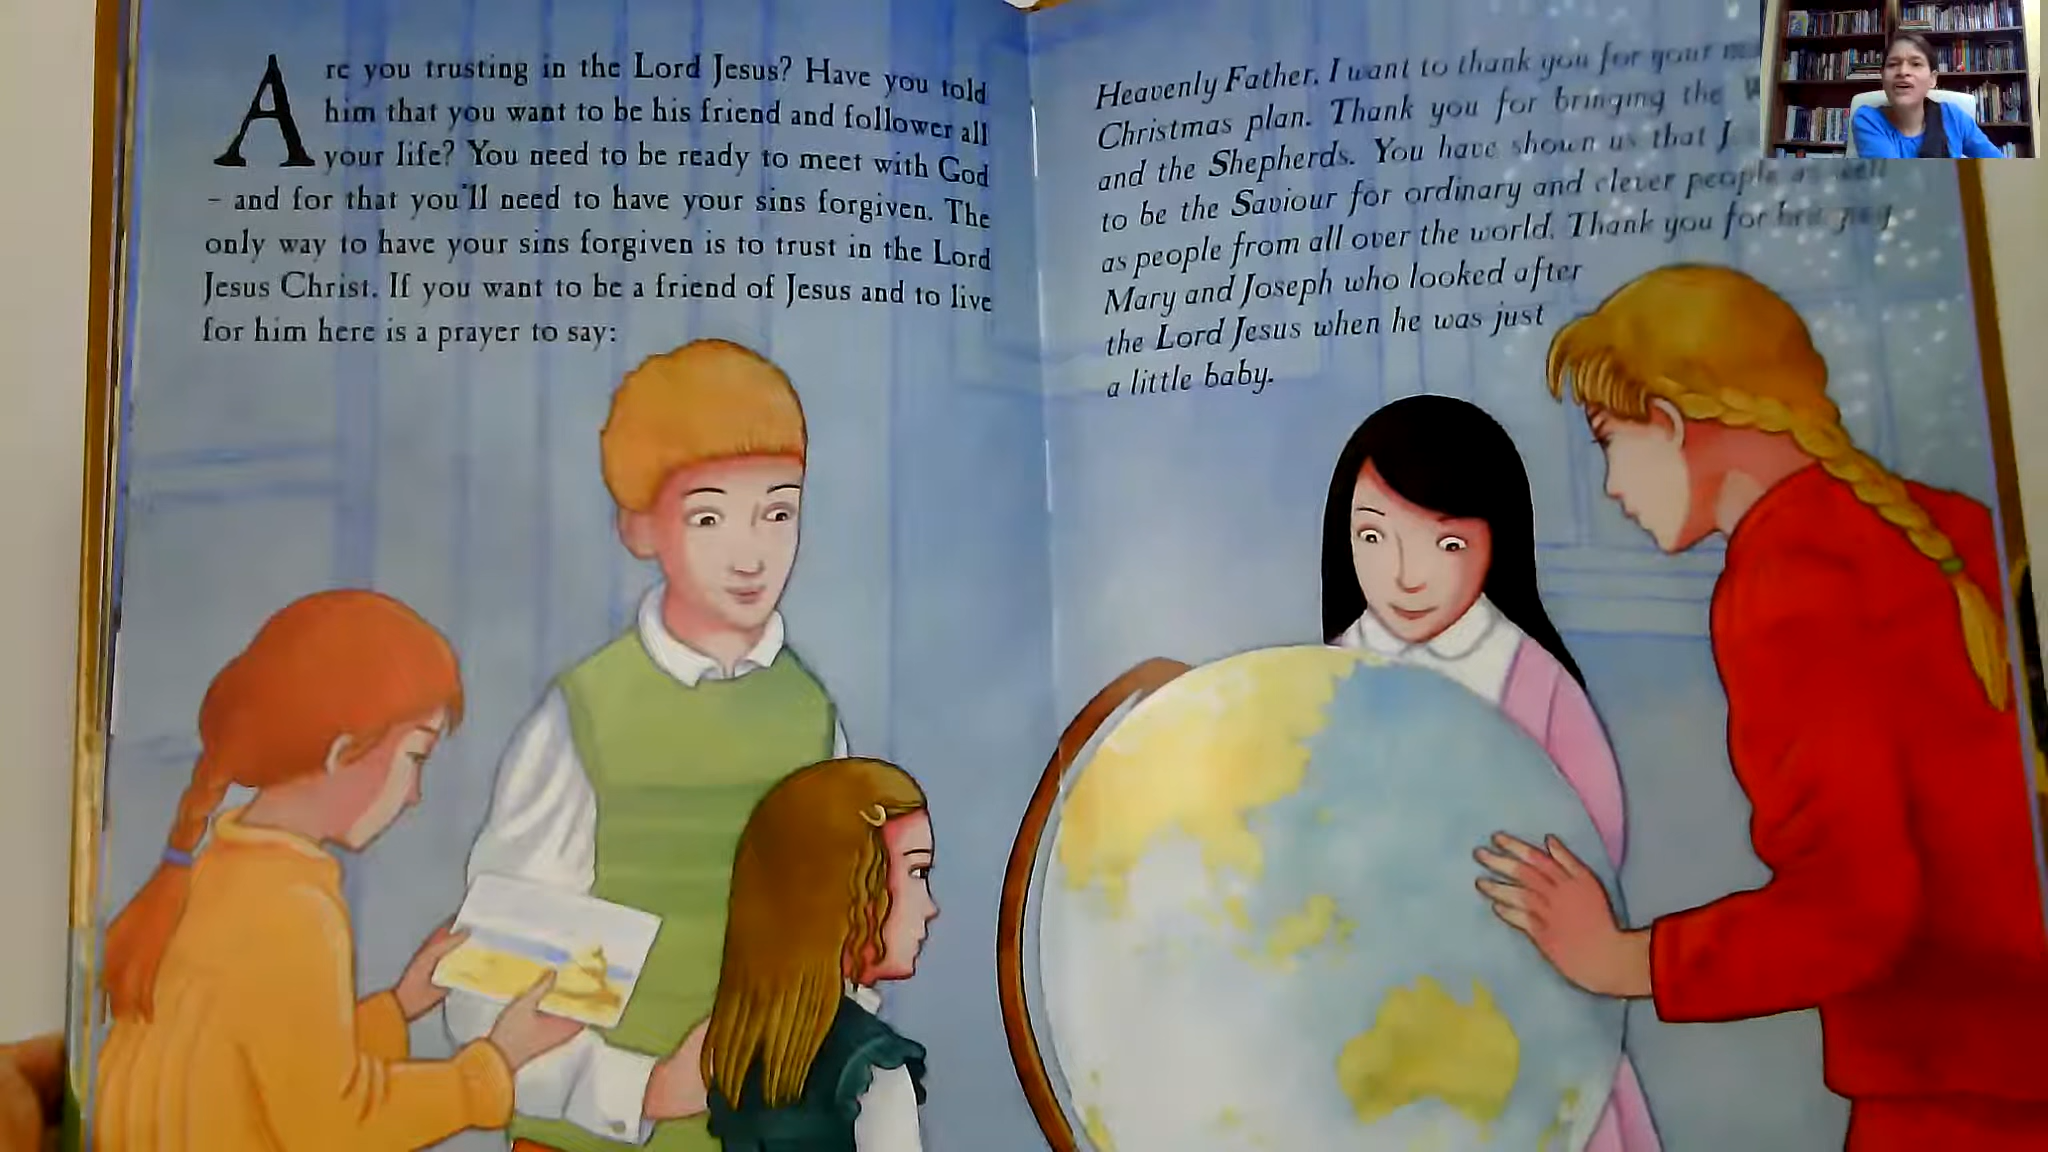 Are you trusting in the Lord Jesus? Have you told
him that you want to be his friend and follower all
your life? You need to be ready to meet with God
– and for that you'll need to have your sins forgiven. The
only way to have your sins forgiven is to trust in the Lord
Jesus Christ. If you want to be a friend of Jesus and to live
for him here is a prayer to say:
Heavenly Father, I want to thank you for your
Christmas plan. Thank you for bringing the
and the Shepherds. You have shown us that
to be the Saviour for ordinary and clever people as well
as people from all over the world. Thank you for bringing
Mary and Joseph who looked after
the Lord Jesus when he was just
a little baby.